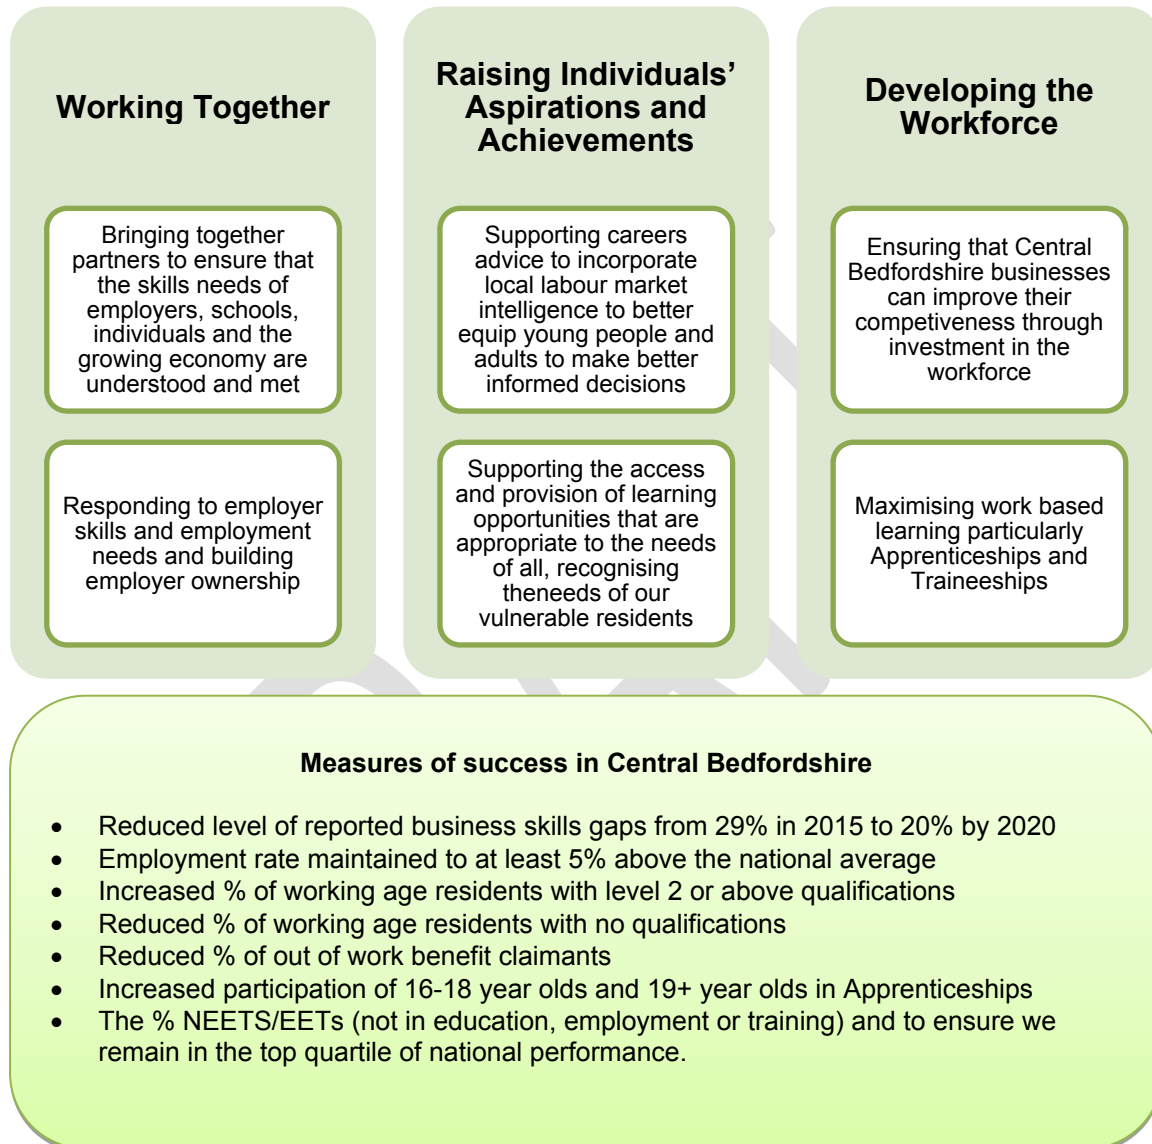 Working Together
Bringing together
partners to ensure that
the skills needs of
employers, schools,
individuals and the
growing economy are
understood and met
Responding to employer
skills and employment
needs and building
employer ownership
Raising Individuals’
Aspirations and
Achievements
Supporting careers
advice to incorporate
local labour market
intelligence to better
equip young people and
adults to make better
informed decisions
Supporting the access
and provision of learning
opportunities that are
appropriate to the needs
of all, recognising
theneeds of our
vulnerable residents
Developing the
Workforce
Ensuring that Central
Bedfordshire businesses
can improve their
competiveness through
investment in the
workforce
Maximising work based
learning particularly
Apprenticeships and
Traineeships
Measures of success in Central Bedfordshire
• Reduced level of reported business skills gaps from 29% in 2015 to 20% by 2020
• Employment rate maintained to at least 5% above the national average
• Increased % of working age residents with level 2 or above qualifications
• Reduced % of working age residents with no qualifications
• Reduced % of out of work benefit claimants
• Increased participation of 16-18 year olds and 19+ year olds in Apprenticeships
• The % NEETS/EETs (not in education, employment or training) and to ensure we
remain in the top quartile of national performance.